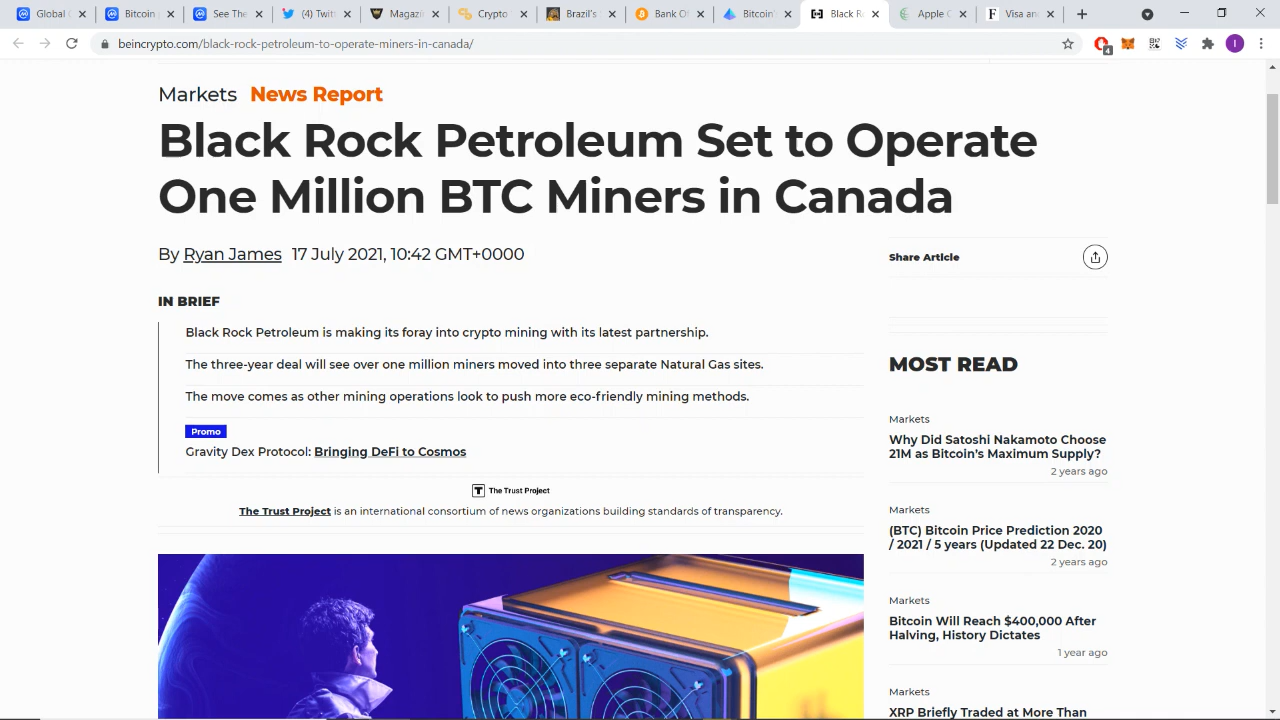 Global C
Bitcoin
See The
(4) Twitt
Magazi
Crypto
Brazil's
Bank O
Bitcoin'
Black R
Apple C
Visa an
beincrypto.com/black-rock-petroleum-to-operate-miners-in-canada/
4
I
Markets News Report
Black Rock Petroleum Set to Operate
One Million BTC Miners in Canada
By Ryan James 17 July 2021, 10:42 GMT+0000
Share Article
IN BRIEF
Black Rock Petroleum is making its foray into crypto mining with its latest partnership.
The three-year deal will see over one million miners moved into three separate Natural Gas sites.
The move comes as other mining operations look to push more eco-friendly mining methods.
Promo
Gravity Dex Protocol: Bringing DeFi to Cosmos
T The Trust Project
The Trust Project is an international consortium of news organizations building standards of transparency.
MOST READ
Markets
Why Did Satoshi Nakamoto Choose
21M as Bitcoin's Maximum Supply?
2 years ago
Markets
(BTC) Bitcoin Price Prediction 2020
/ 2021 / 5 years (Updated 22 Dec. 20)
2 years ago
Markets
Bitcoin Will Reach $400,000 After
Halving, History Dictates
1 year ago
Markets
XRP Briefly Traded at More Than